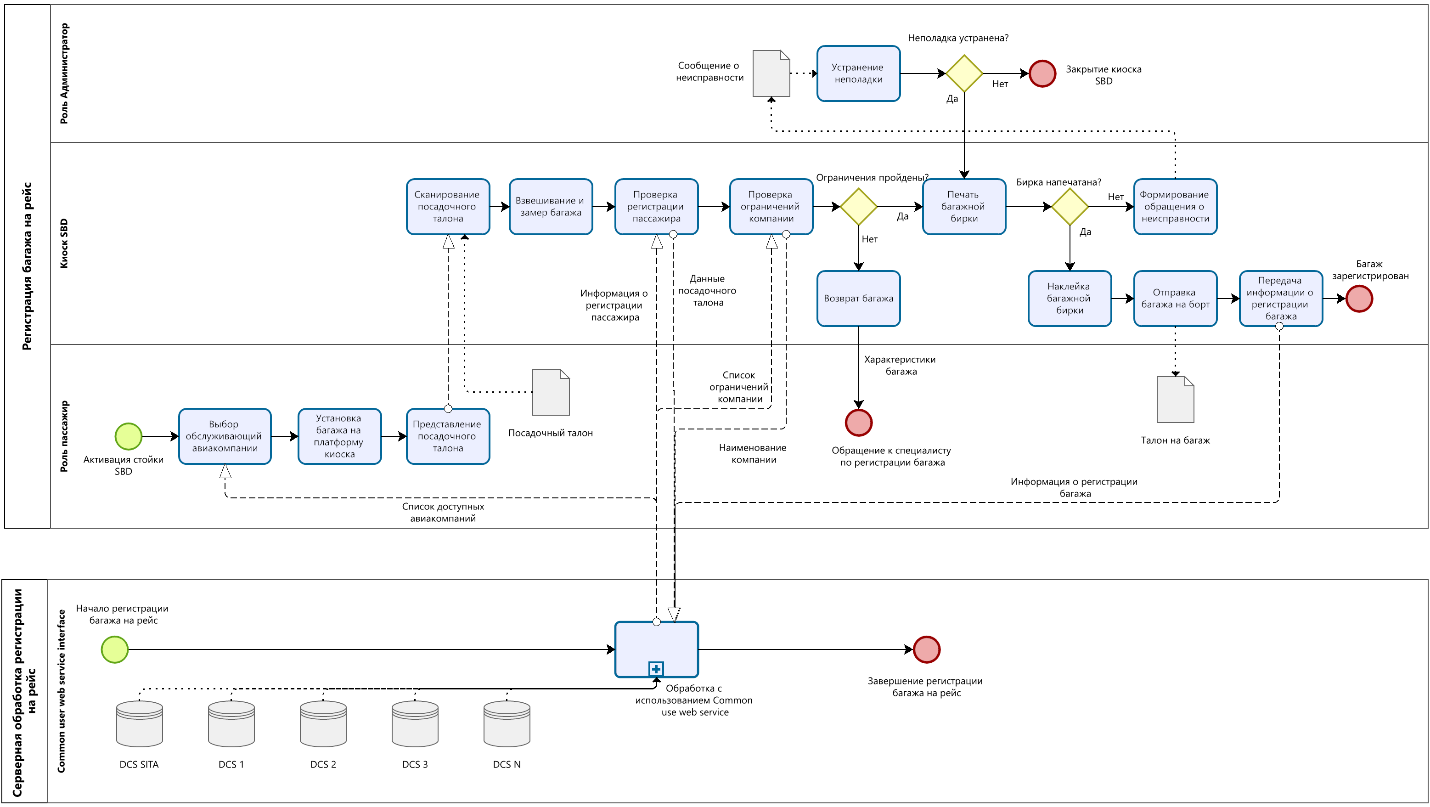 Регистрация багажа на рейс
Роль Администратор
Сообщение о
неисправности
Устранение
неполадки
Неполадка устранена?
Нет
Да
Закрытие киоска
SBD
Киоск SBD
Сканирование
посадочного
талона
Взвешивание и
замер багажа
Проверка
регистрации
пассажира
Проверка
ограничений
компании
Ограничения пройдены?
Да
Нет
Печать
багажной
бирки
Бирка напечатана?
Нет
Да
Формирование
обращения о
неисправности
Возврат багажа
Наклейка
багажной
бирки
Отправка
багажа на борт
Передача
информации о
регистрации
багажа
Багаж
зарегистрирован
Информация о
регистрации
пассажира
Данные
посадочного
талона
Роль пассажир
Активация стойки
SBD
Выбор
обслуживающий
авиакомпании
Установка
багажа на
платформу
киоска
Представление
посадочного
талона
Посадочный талон
Список
ограничений
компании
Наименование
компании
Характеристики
багажа
Обращение к специалисту
по регистрации багажа
Талон на багаж
Информация о регистрации
багажа
Список доступных
авиакомпаний
Серверная обработка регистрации
на рейс
Common user web service interface
Начало регистрации
багажа на рейс
Обработка с
использованием Common
use web service
Завершение регистрации
багажа на рейс
DCS SITA
DCS 1
DCS 2
DCS 3
DCS N